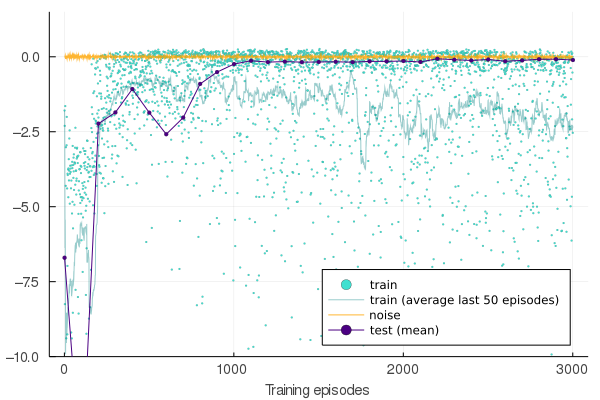 0.0
−2.5
−5.0
−7.5
−10.0
0
1000
2000
3000
Training episodes
train
train (average last 50 episodes)
noise
test (mean)